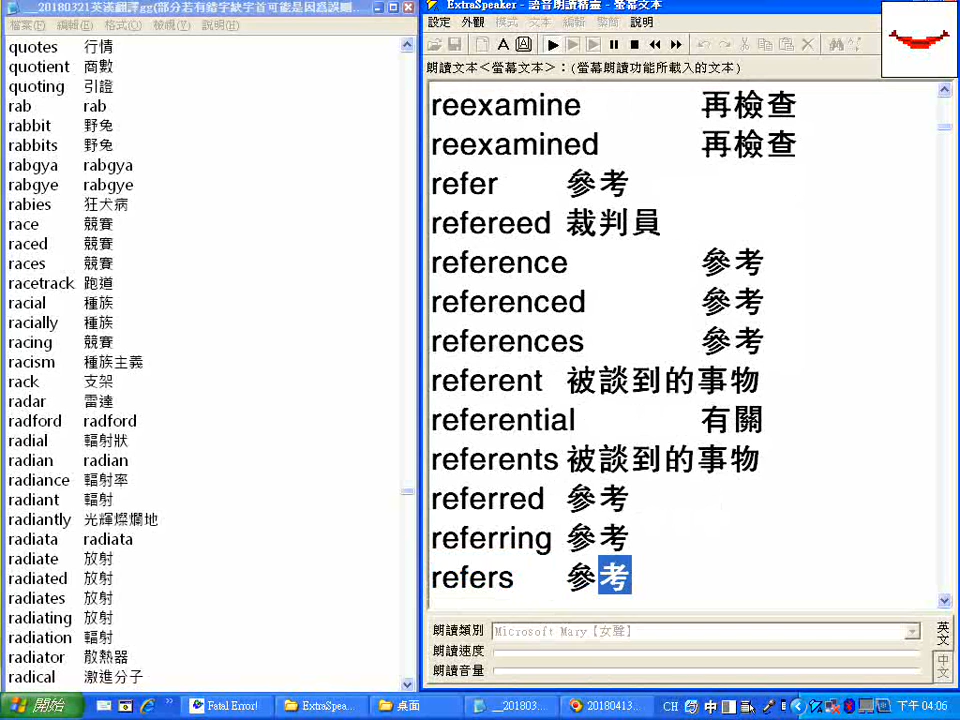 __20180321英漢翻譯gg(部分若有錯字缺字首可能是因為誤刪...
檔案(F) 編輯(E) 格式(O) 檢視(V) 說明(H)
quotes 行情
quotient 商數
quoting 引證
rab rab
rabbit 野兔
rabbits 野兔
rabgya rabgya
rabgye rabgye
rabies 狂犬病
race 競賽
raced 競賽
races 競賽
racetrack 跑道
racial 種族
racially 種族
racing 競賽
racism 種族主義
rack 支架
radar 雷達
radford radford
radial 輻射狀
radian radian
radiance 輻射率
radiant 輻射
radiantly 光輝燦爛地
radiata radiata
radiate 放射
radiated 放射
radiates 放射
radiating 放射
radiation 輻射
radiator 散熱器
radical 激進分子
ExtraSpeaker - 語音朗讀精靈 - 螢幕文本
設定 外觀 模式 文本 編輯 繁簡 說明
朗讀文本<螢幕文本>：(螢幕朗讀功能所載入的文本)
reexamine 再檢查
reexamined 再檢查
refer 參考
refereed 裁判員
reference 參考
referenced 參考
references 參考
referent 被談到的事物
referential 有關
referents 被談到的事物
referred 參考
referring 參考
refers 參考
朗讀類別 Microsoft Mary【女聲】
朗讀速度
朗讀音量
英文
中文
開始 Fatal Error! ExtraSpea... 桌面 __201803... 20180413... CH 中 下午 04:06